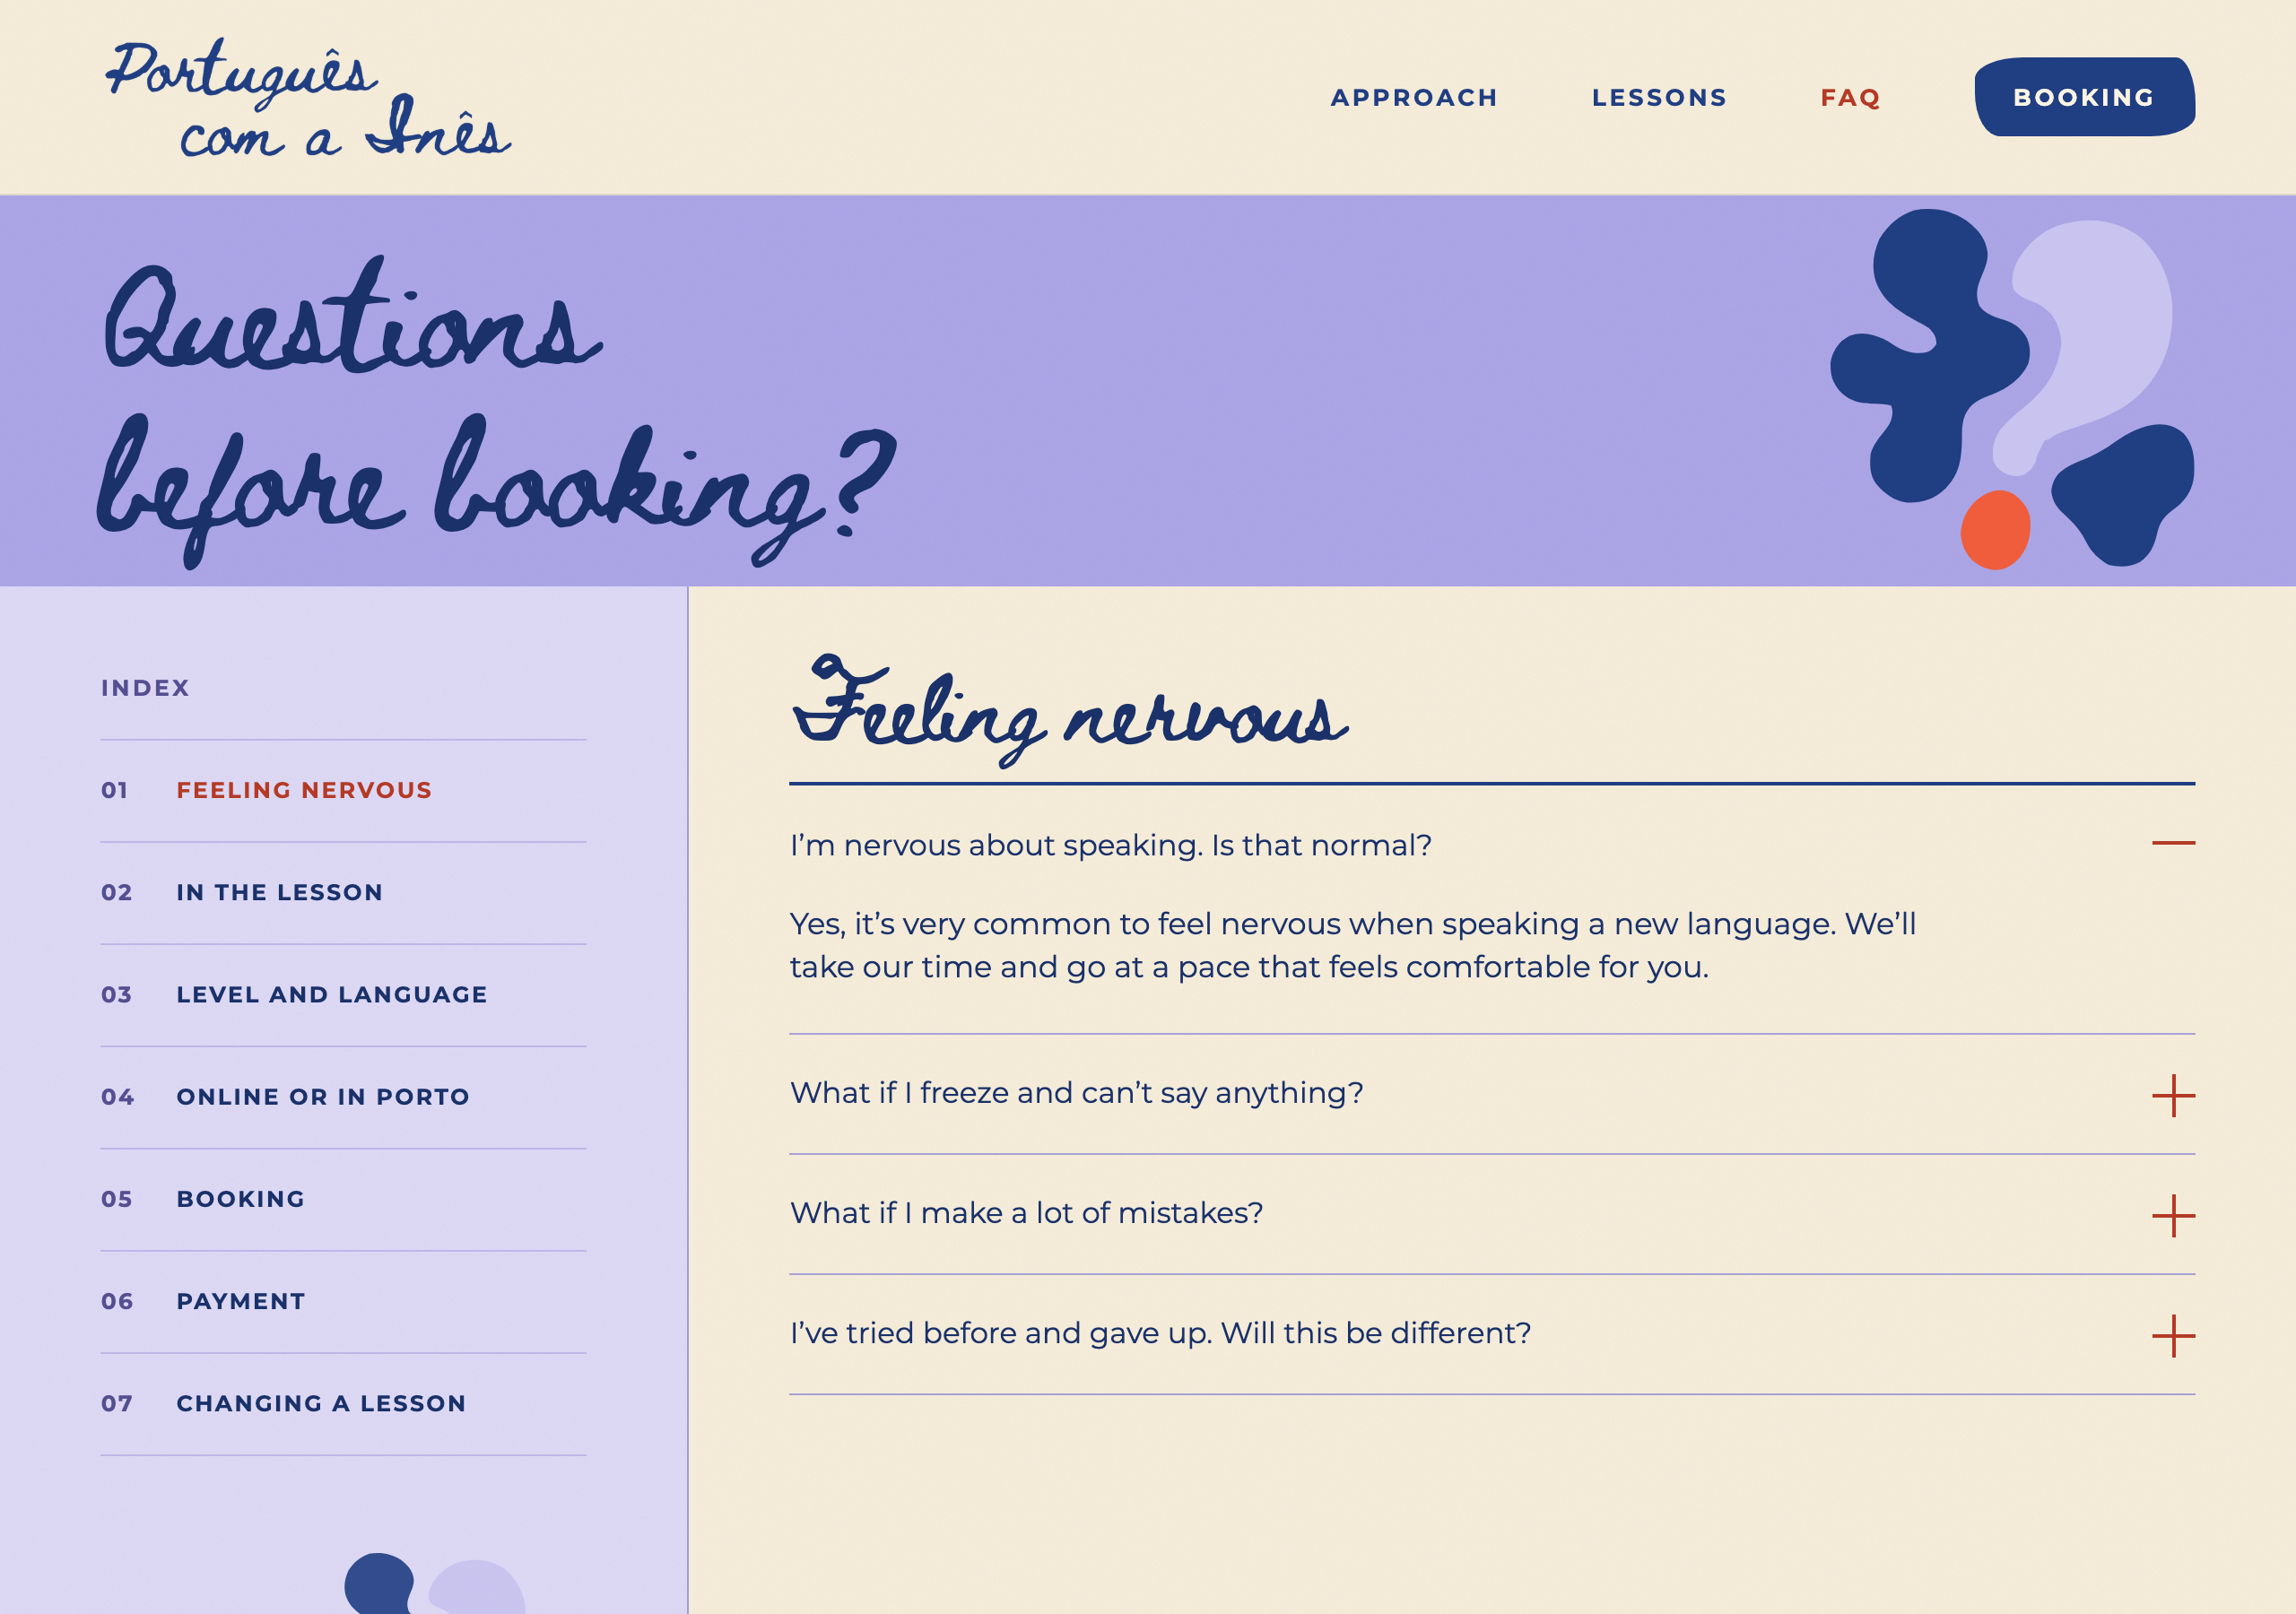 Português
com a Inês
APPROACH
LESSONS
FAQ
BOOKING
Questions
before booking?
INDEX
01 FEELING NERVOUS
02 IN THE LESSON
03 LEVEL AND LANGUAGE
04 ONLINE OR IN PORTO
05 BOOKING
06 PAYMENT
07 CHANGING A LESSON
Feeling nervous
I’m nervous about speaking. Is that normal?
Yes, it’s very common to feel nervous when speaking a new language. We’ll
take our time and go at a pace that feels comfortable for you.
What if I freeze and can’t say anything?
What if I make a lot of mistakes?
I’ve tried before and gave up. Will this be different?